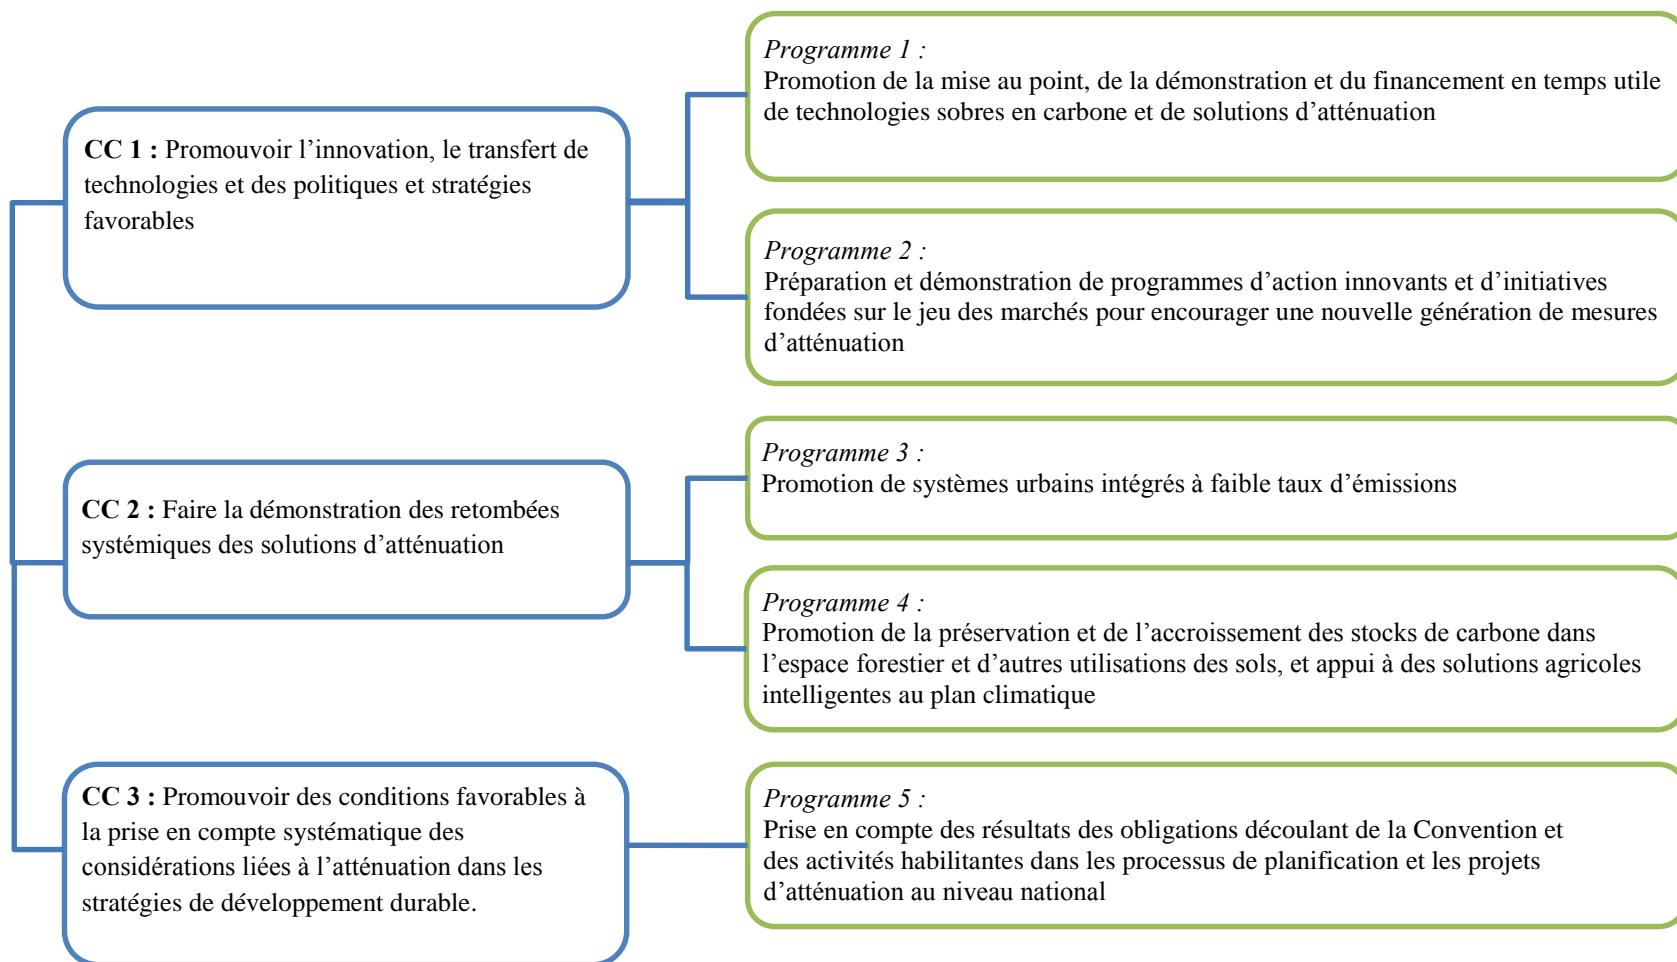 CC 1 : Promouvoir l’innovation, le transfert de
technologies et des politiques et stratégies
favorables
Programme 1 :
Promotion de la mise au point, de la démonstration et du financement en temps utile
de technologies sobres en carbone et de solutions d’atténuation
Programme 2 :
Préparation et démonstration de programmes d’action innovants et d’initiatives
fondées sur le jeu des marchés pour encourager une nouvelle génération de mesures
d’atténuation
CC 2 : Faire la démonstration des retombées
systémiques des solutions d’atténuation
Programme 3 :
Promotion de systèmes urbains intégrés à faible taux d’émissions
Programme 4 :
Promotion de la préservation et de l’accroissement des stocks de carbone dans
l’espace forestier et d’autres utilisations des sols, et appui à des solutions agricoles
intelligentes au plan climatique
CC 3 : Promouvoir des conditions favorables à
la prise en compte systématique des
considérations liées à l’atténuation dans les
stratégies de développement durable.
Programme 5 :
Prise en compte des résultats des obligations découlant de la Convention et
des activités habilitantes dans les processus de planification et les projets
d’atténuation au niveau national